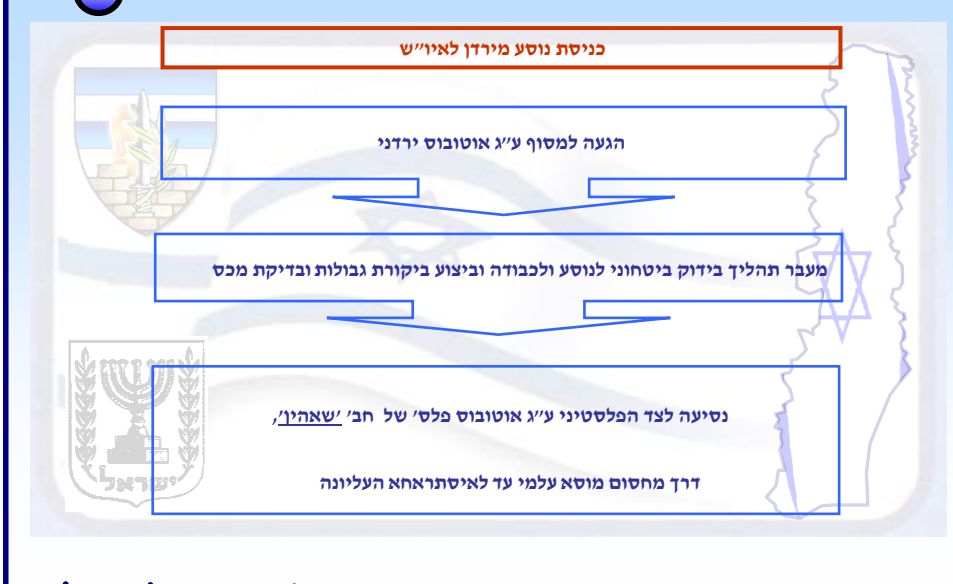 כניסת נוסע מירדן לאיו״ש
הגעה למסוף ע״ג אוטובוס ירדני
מעבר תהליך בידוק ביטחוני לנוסע ולכבודה וביצוע ביקורת גבולות ובדיקת מכס
נסיעה לצד הפלסטיני ע״ג אוטובוס פלס׳ של חב׳ ׳שאהין׳,
דרך מחסום מוסא עלמי עד לאיסתראחא העליונה
ישראל